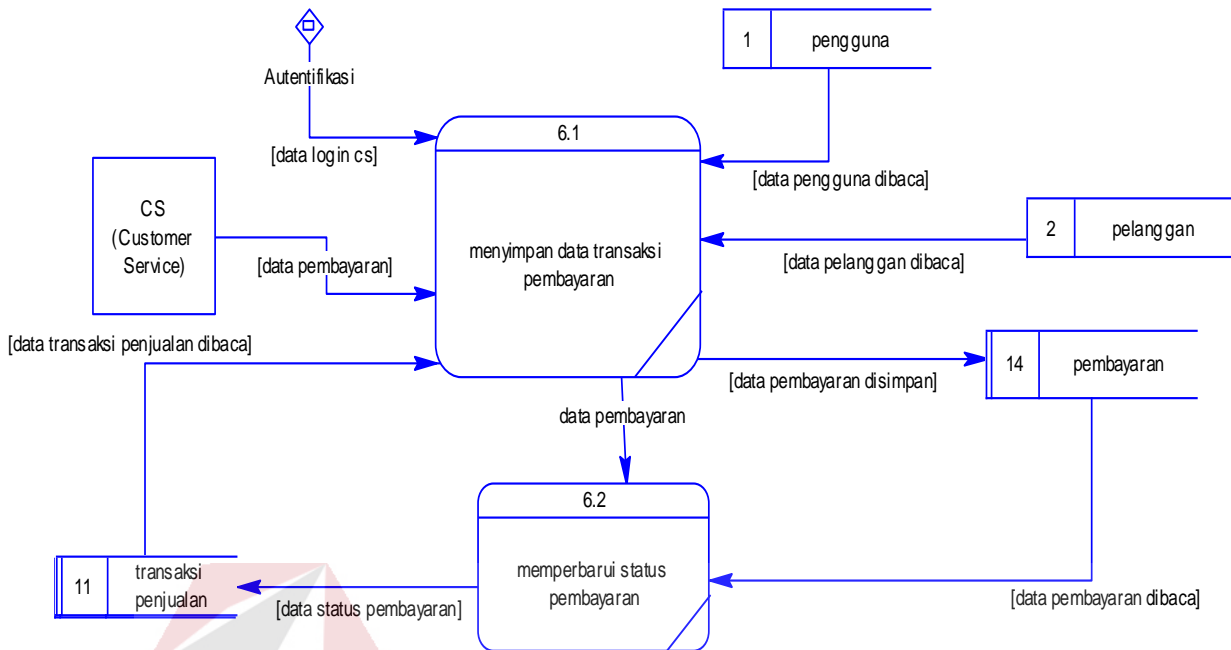 1
pengguna
Autentifikasi
6.1
[data login cs]
[data pengguna dibaca]
CS
(Customer
Service)
2
pelanggan
menyimpan data transaksi
pembayaran
[data pembayaran]
[data pelanggan dibaca]
[data transaksi penjualan dibaca]
14
pembayaran
[data pembayaran disimpan]
data pembayaran
6.2
11
transaksi
penjualan
memperbarui status
pembayaran
[data status pembayaran]
[data pembayaran dibaca]